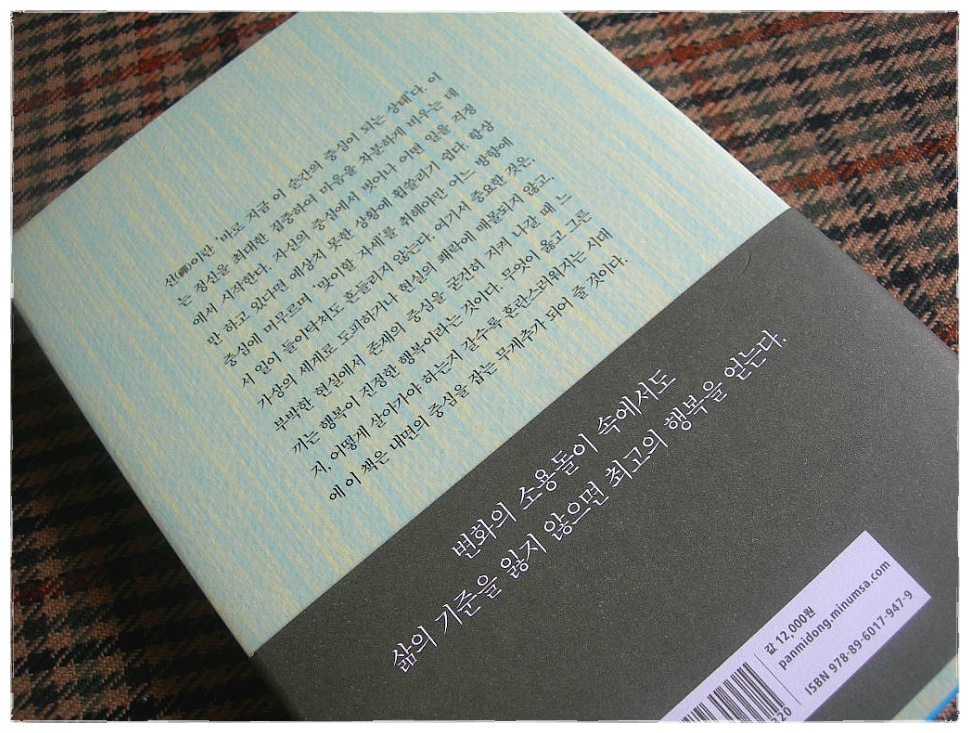 선(禪)이란 '바로 지금 이 순간의 중심이 되는 상태'다. 이
는 정신을 최대한 집중하여 마음을 차분하게 비우는 데
에서 시작한다. 자신의 중심에서 벗어나 어떤 일을 걱정
만 하고 있다면 예상치 못한 상황에 휩쓸리기 쉽다. 항상
중심에 머무르며 '맞이할 자세'를 취해야만 어느 방향에
서 일이 들이닥쳐도 흔들리지 않는다. 여기서 중요한 것은,
가상의 세계로 도피하거나 현실의 쾌락에 매몰되지 않고,
부박한 현실에서 존재의 중심을 굳건히 지켜 나갈 때 느
끼는 행복이 진정한 행복이라는 것이다. 무엇이 옳고 그른
지, 어떻게 살아가야 하는지 갈수록 혼란스러워지는 시대
에 이 책은 내면의 중심을 잡는 무게추가 되어 줄 것이다.
변화의 소용돌이 속에서도
삶의 기준을 잃지 않으면 최고의 행복을 얻는다.
값 12,000원
panmidong.minumsa.com
ISBN 978-89-6017-947-9